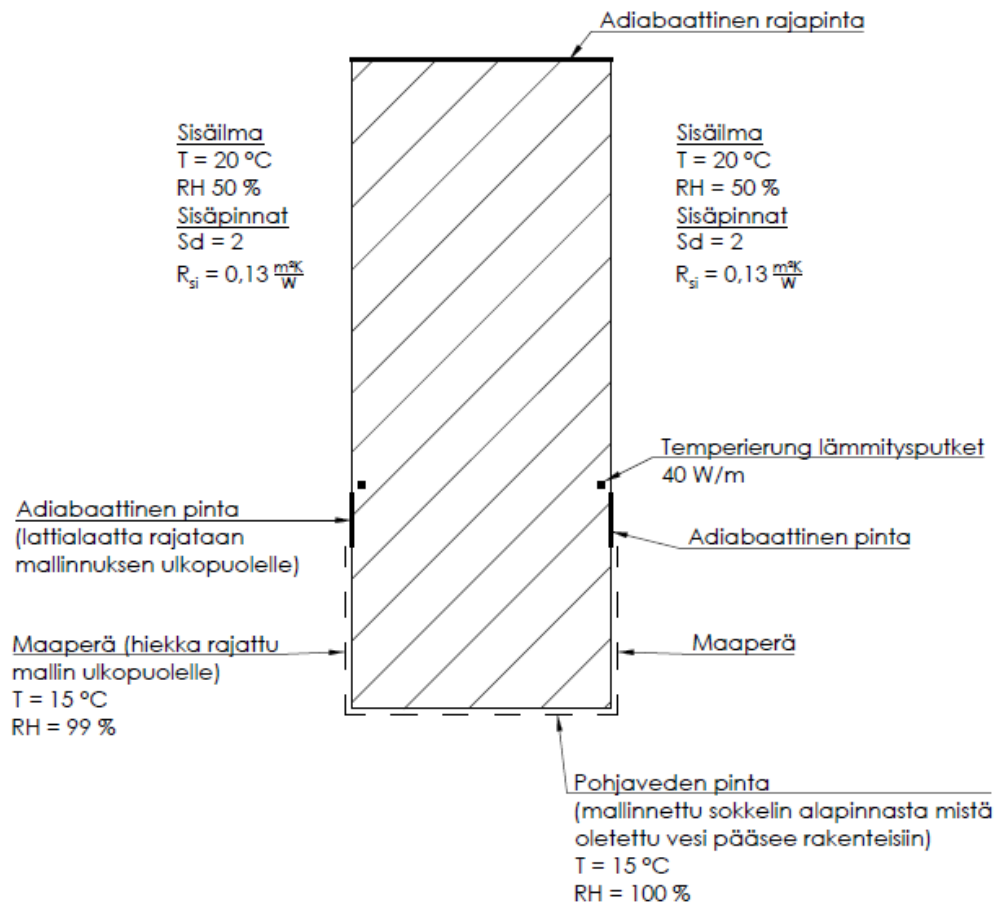 Adiabaattinen rajapinta
Sisäilma
T = 20 °C
RH 50 %
Sisäpinnat
Sd = 2
Rsi = 0,13 m²K/W
Sisäilma
T = 20 °C
RH = 50 %
Sisäpinnat
Sd = 2
Rsi = 0,13 m²K/W
Temperierung lämmitysputket
40 W/m
Adiabaattinen pinta
(lattialaatta rajataan
mallinnuksen ulkopuolelle)
Adiabaattinen pinta
Maaperä (hiekka rajattu
mallin ulkopuolelle)
T = 15 °C
RH = 99 %
Maaperä
Pohjaveden pinta
(mallinnettu sokkelin alapinnasta mistä
oletettu vesi pääsee rakenteisiin)
T = 15 °C
RH = 100 %